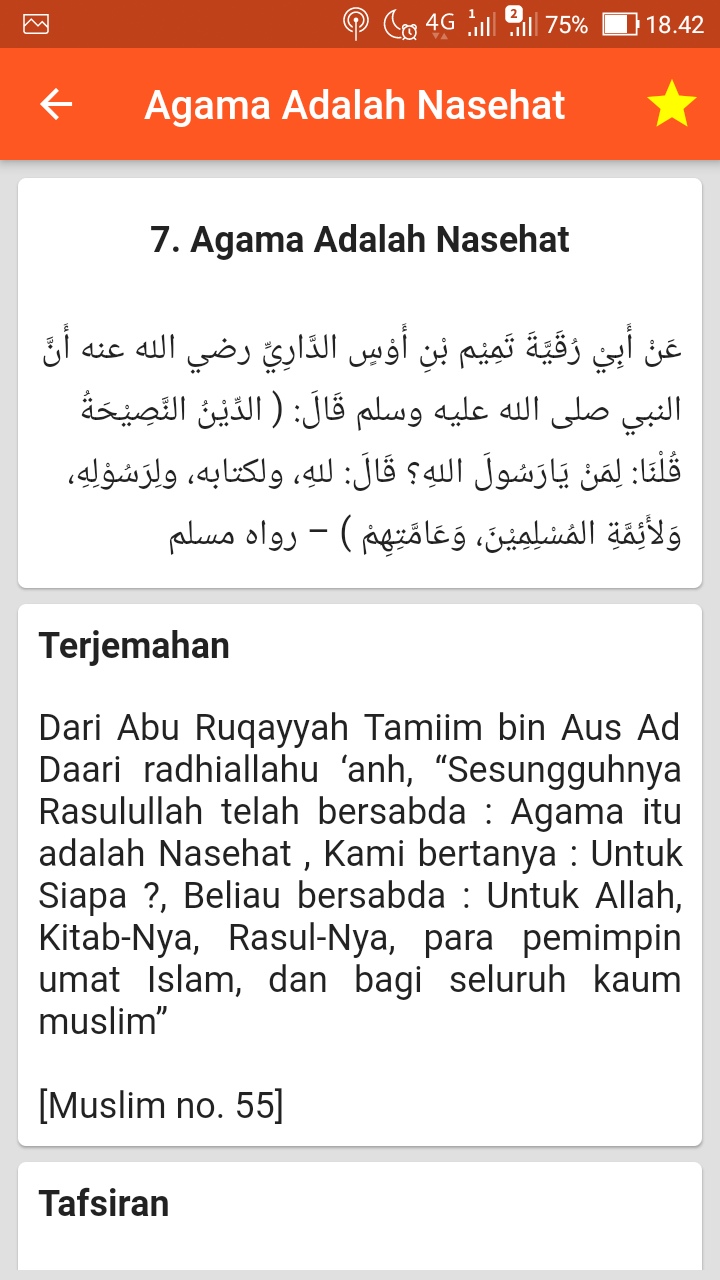 4G 1 2 75% 18.42
Agama Adalah Nasehat
7. Agama Adalah Nasehat
عَنْ أَبِيْ رُقَيَّةَ تَمِيْم بْنِ أَوْسٍ الدَّارِيِّ رضي الله عنه أَنَّ
النبي صلى الله عليه وسلم قَالَ: ( الدِّيْنُ النَّصِيْحَةُ
قُلْنَا: لِمَنْ يَارَسُولَ اللهِ؟ قَالَ: للهِ، ولكتابه، ولِرَسُوْلِهِ،
وَلأَئِمَّةِ المُسْلِمِيْنَ، وَعَامَّتِهِمْ ) – رواه مسلم
Terjemahan
Dari Abu Ruqayyah Tamiim bin Aus Ad
Daari radhiallahu ‘anh, “Sesungguhnya
Rasulullah telah bersabda : Agama itu
adalah Nasehat , Kami bertanya : Untuk
Siapa ?, Beliau bersabda : Untuk Allah,
Kitab-Nya, Rasul-Nya, para pemimpin
umat Islam, dan bagi seluruh kaum
muslim”
[Muslim no. 55]
Tafsiran